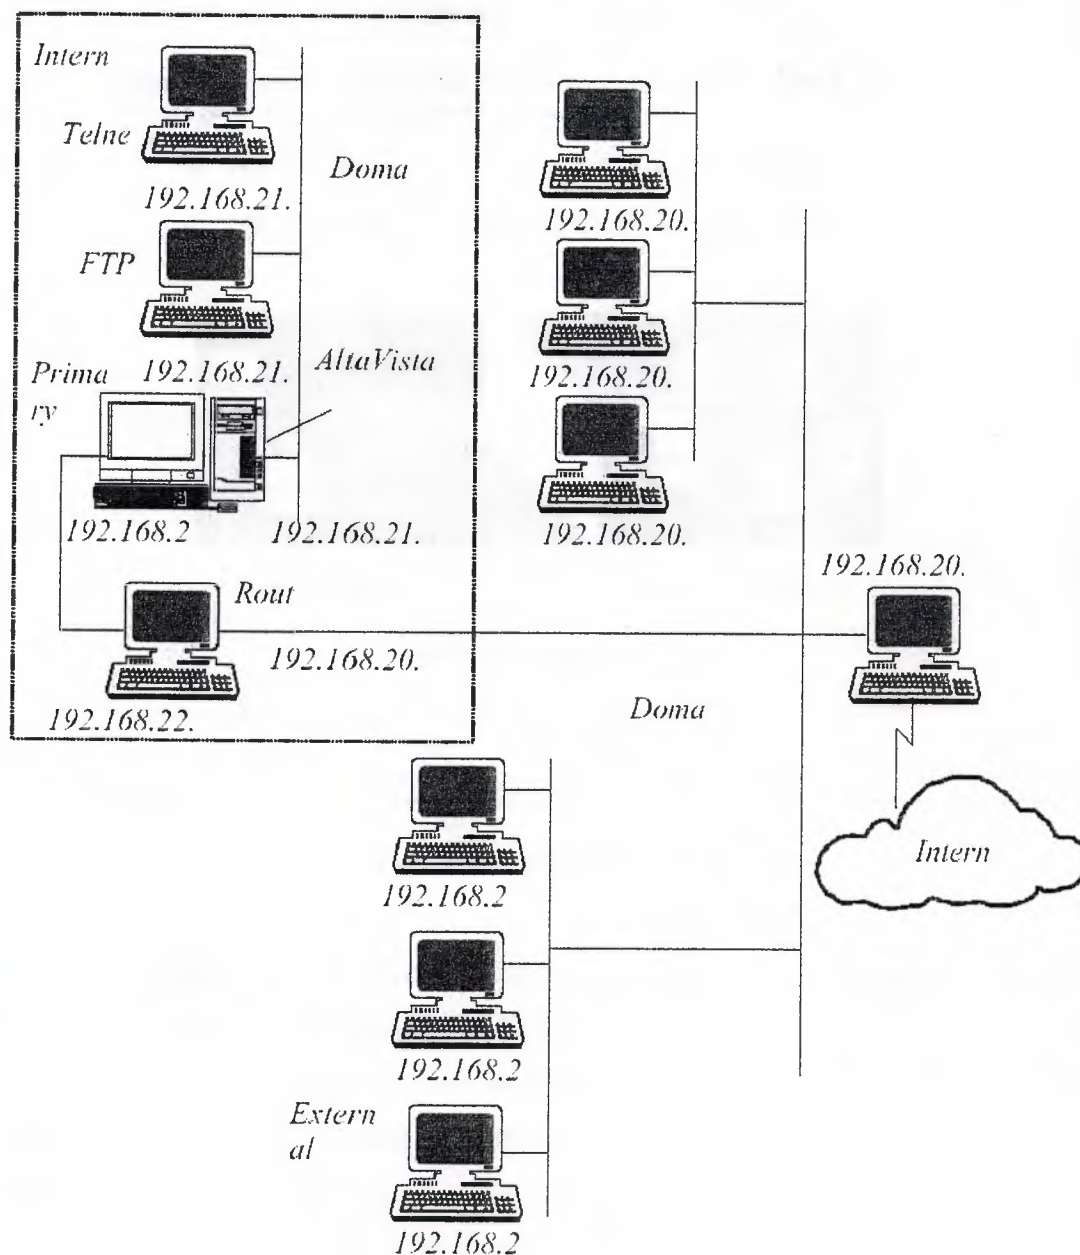 Intern
Telne
Doma
192.168.21.
192.168.20.
FTP
192.168.21.
AltaVista
192.168.20.
Prima
ry
192.168.2
192.168.21.
192.168.20.
192.168.20.
Rout
192.168.20.
192.168.22.
Doma
Intern
192.168.2
192.168.2
Extern
al
192.168.2